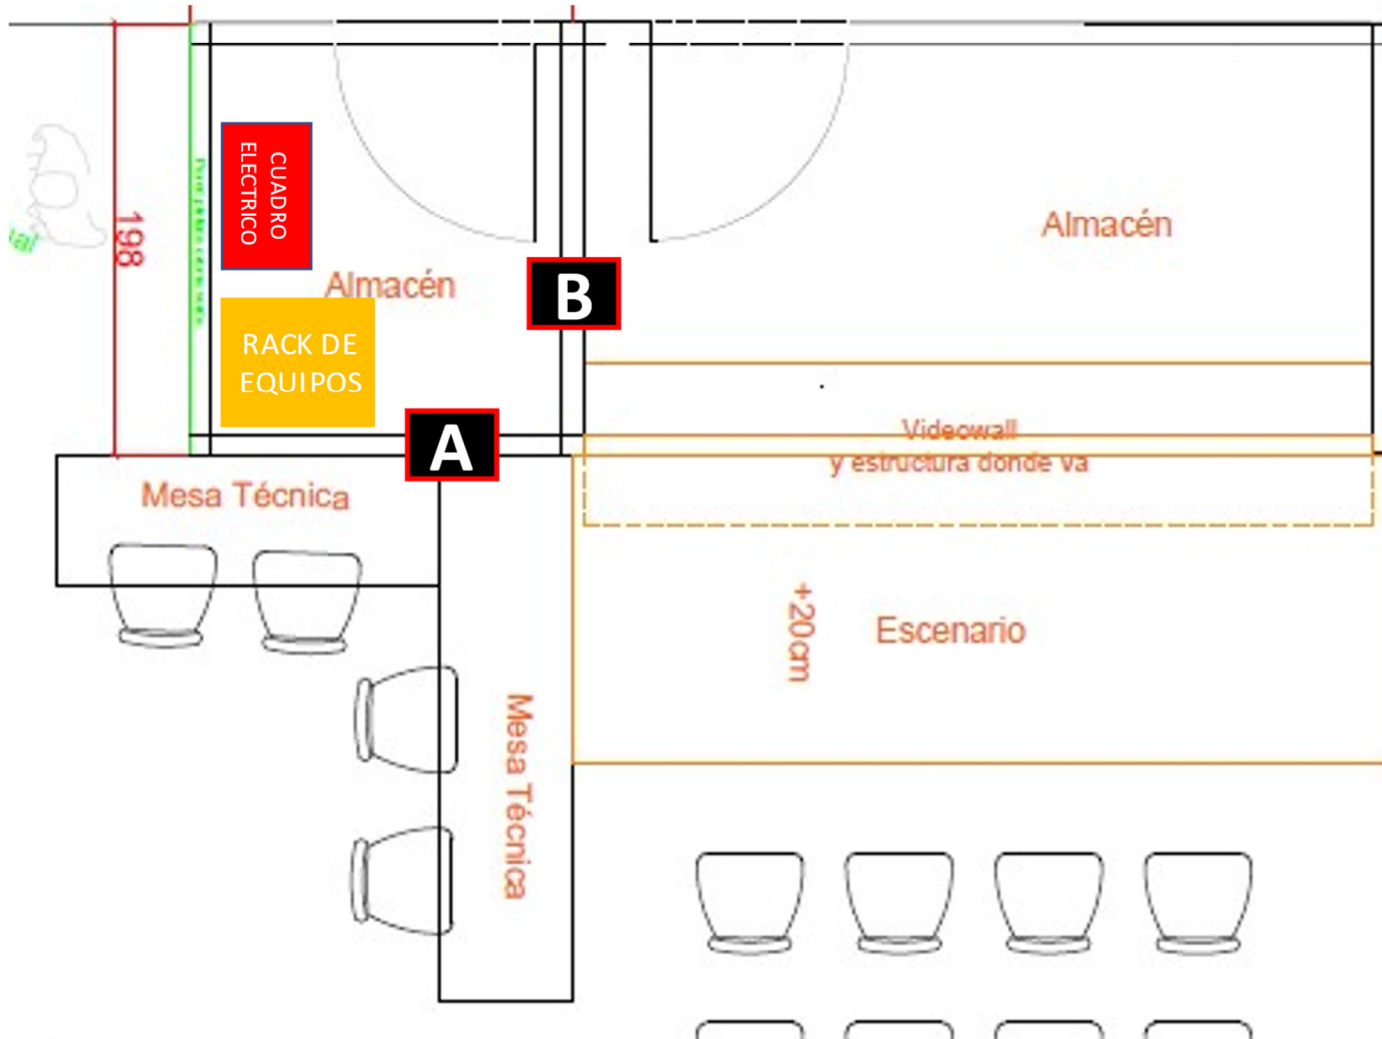 CUADRO
ELECTRICO
198
Almacén
Almacén
B
RACK DE
EQUIPOS
A
Videowall
y estructura donde va
Mesa Técnica
+20cm
Escenario
Mesa Técnica